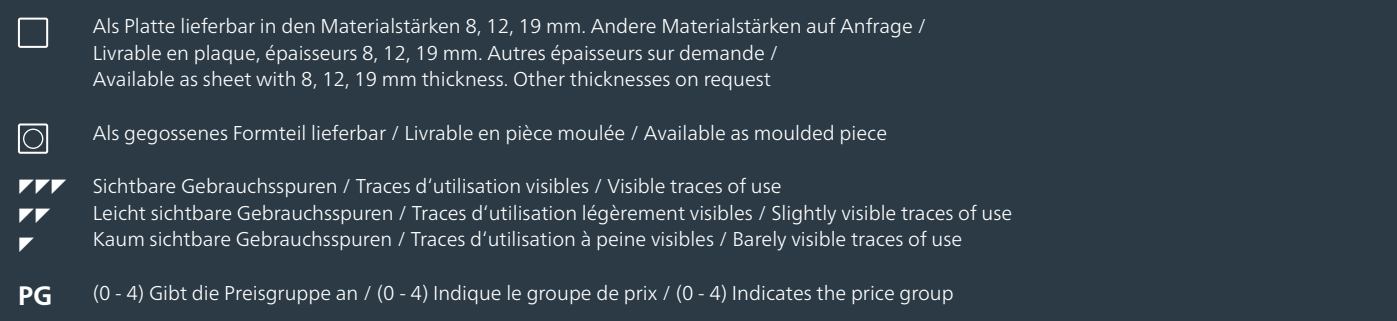 Als Platte lieferbar in den Materialstärken 8, 12, 19 mm. Andere Materialstärken auf Anfrage /
Livrable en plaque, épaisseurs 8, 12, 19 mm. Autres épaisseurs sur demande /
Available as sheet with 8, 12, 19 mm thickness. Other thicknesses on request
Als gegossenes Formteil lieferbar / Livrable en pièce moulée / Available as moulded piece
Sichtbare Gebrauchsspuren / Traces d‘utilisation visibles / Visible traces of use
Leicht sichtbare Gebrauchsspuren / Traces d‘utilisation légèrement visibles / Slightly visible traces of use
Kaum sichtbare Gebrauchsspuren / Traces d‘utilisation à peine visibles / Barely visible traces of use
PG (0 - 4) Gibt die Preisgruppe an / (0 - 4) Indique le groupe de prix / (0 - 4) Indicates the price group